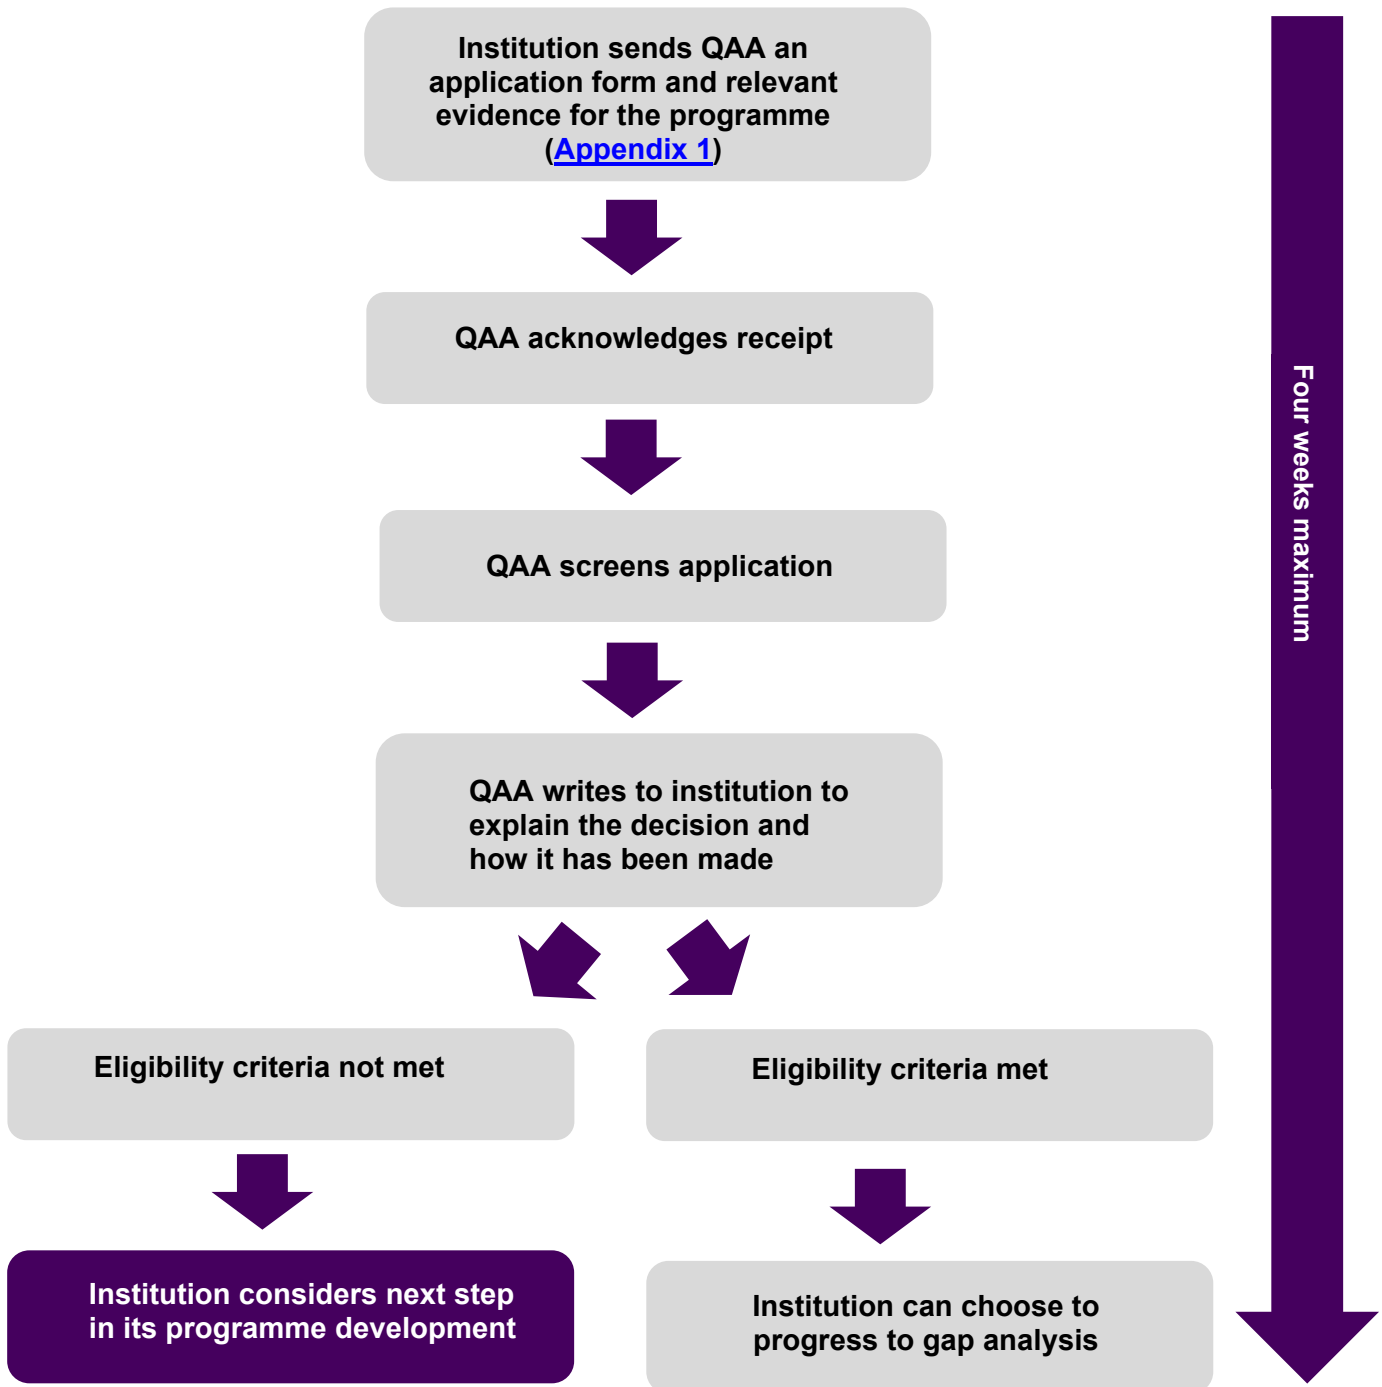 Institution sends QAA an
application form and relevant
evidence for the programme
(Appendix 1)
QAA acknowledges receipt
QAA screens application
QAA writes to institution to
explain the decision and
how it has been made
Eligibility criteria not met
Eligibility criteria met
Institution considers next step
in its programme development
Institution can choose to
progress to gap analysis
Four weeks maximum